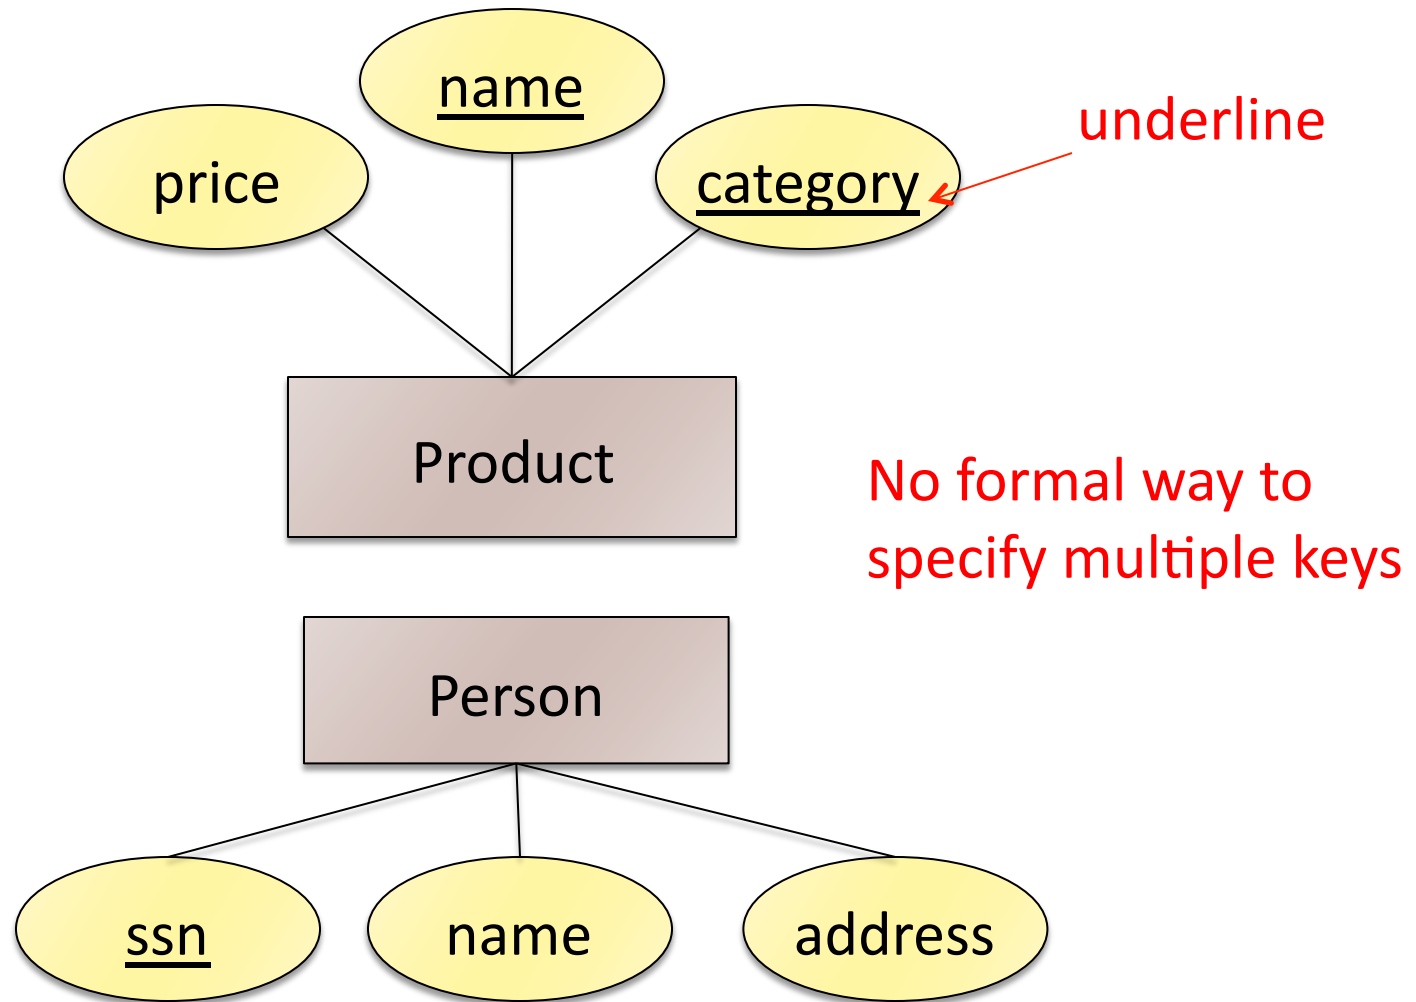 name
price
category
underline
Product
No formal way to
specify multiple keys
Person
ssn
name
address